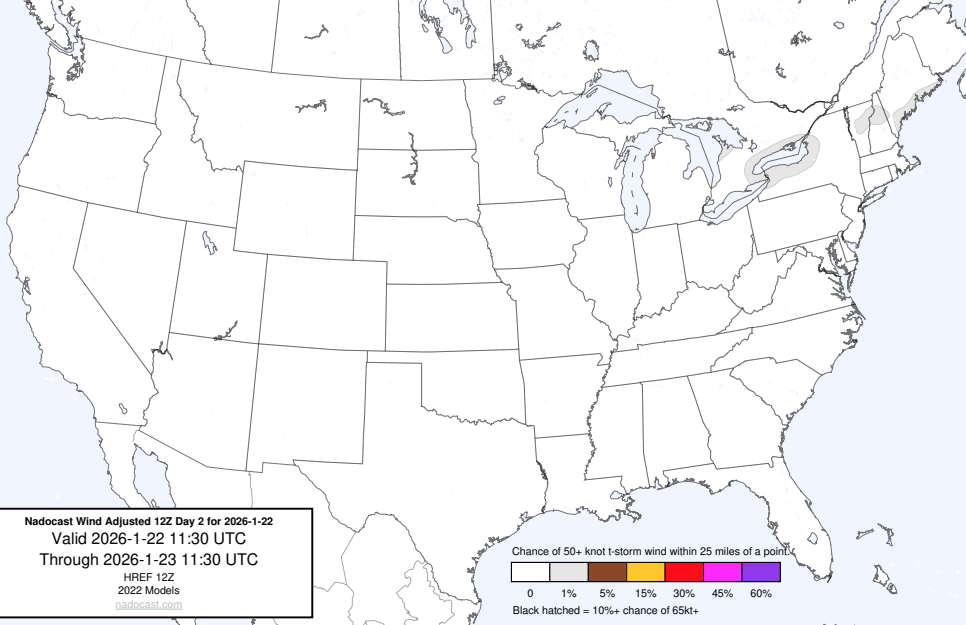 Nadocast Wind Adjusted 12Z Day 2 for 2026-1-22
Valid 2026-1-22 11:30 UTC
Through 2026-1-23 11:30 UTC
HREF 12Z
2022 Models
nadocast.com
Chance of 50+ knot t-storm wind within 25 miles of a point.
0 1% 5% 15% 30% 45% 60%
Black hatched = 10%+ chance of 65kt+